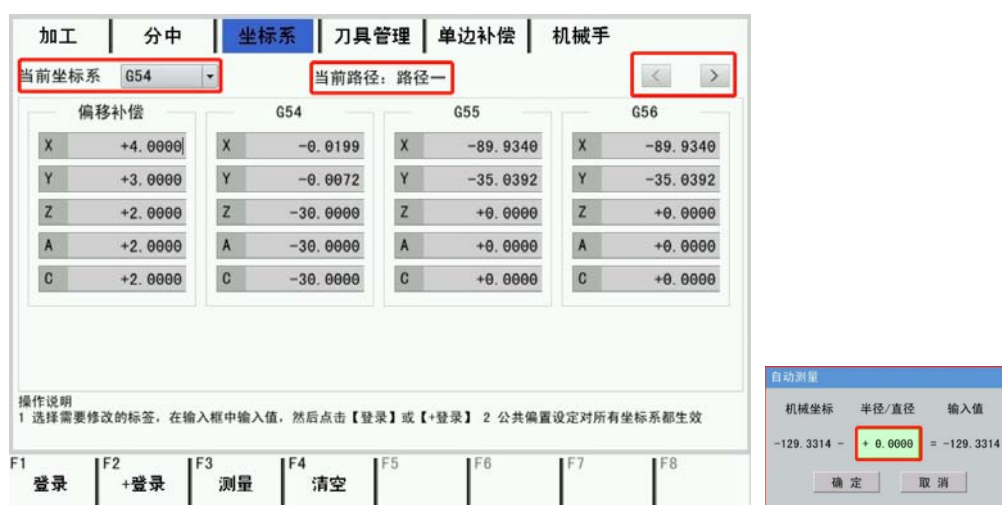 加工 分中 坐标系 刀具管理 单边补偿 机械手
当前坐标系 G54 当前路径：路径一 < >
偏移补偿 G54 G55 G56
X +4.0000 X -0.0199 X -89.9340 X -89.9340
Y +3.0000 Y -0.0072 Y -35.0392 Y -35.0392
Z +2.0000 Z -30.0000 Z +0.0000 Z +0.0000
A +2.0000 A -30.0000 A +0.0000 A +0.0000
C +2.0000 C -30.0000 C +0.0000 C +0.0000
操作说明
1 选择需要修改的标签，在输入框中输入值，然后点击【登录】或【+登录】 2 公共偏置设定对所有坐标系都生效
F1 登录 F2 +登录 F3 测量 F4 清空 F5 F6 F7 F8
自动测量
机械坐标 半径/直径 输入值
-129.3314 - + 0.0000 = -129.3314
确定 取消